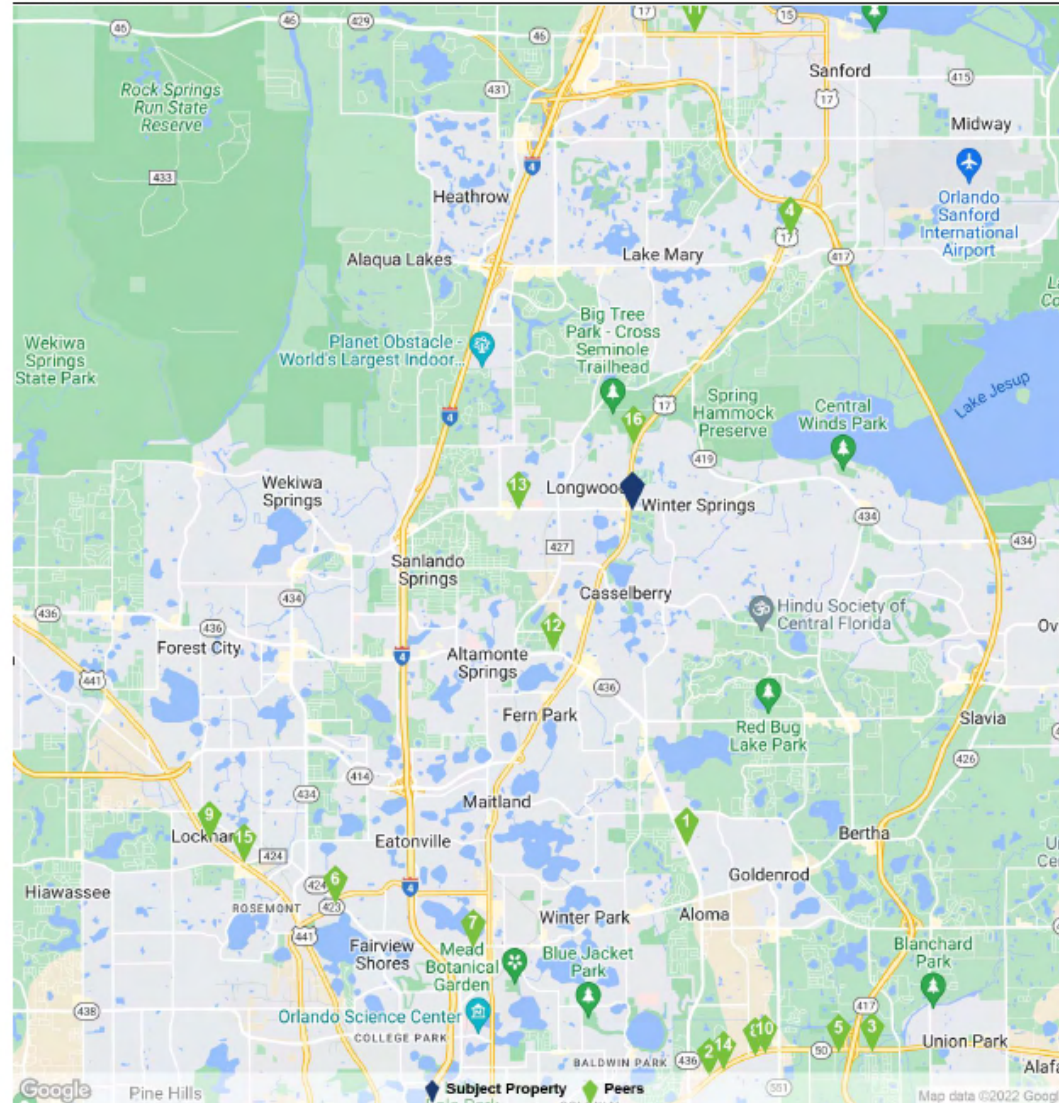 46
429
46
17
11
15
Sanford
415
17
Rock Springs
Run State
Reserve
431
Midway
433
4
Heathrow
4
17
Orlando
Sanford
International
Airport
Alaqua Lakes
Lake Mary
417
Big Tree
Park - Cross
Seminole
Trailhead
Planet Obstacle -
World's Largest Indoor...
Wekiwa
Springs
State Park
Lake Jesup
4
17
Spring
Hammock
Preserve
Central
Winds Park
16
419
Wekiwa
Springs
13
Longwood
Winter Springs
434
427
434
Sanlando
Springs
Casselberry
434
Hindu Society of
Central Florida
436
436
12
Forest City
4
Altamonte
Springs
441
436
Fern Park
Red Bug
Lake Park
Slavia
426
414
434
Maitland
9
Lockhart
15
424
Eatonville
1
Bertha
Goldenrod
Hiawassee
424
6
4
423
ROSEMONT
441
7
Winter Park
Aloma
Fairview
Shores
Mead
Botanical
Garden
Blue Jacket
Park
Blanchard
Park
438
Orlando Science Center
COLLEGE PARK
417
BALDWIN PARK
436
2
14
10
50
5
3
Union Park
Google
Pine Hills
Subject Property
Peers
551
Map data ©2022 Goog